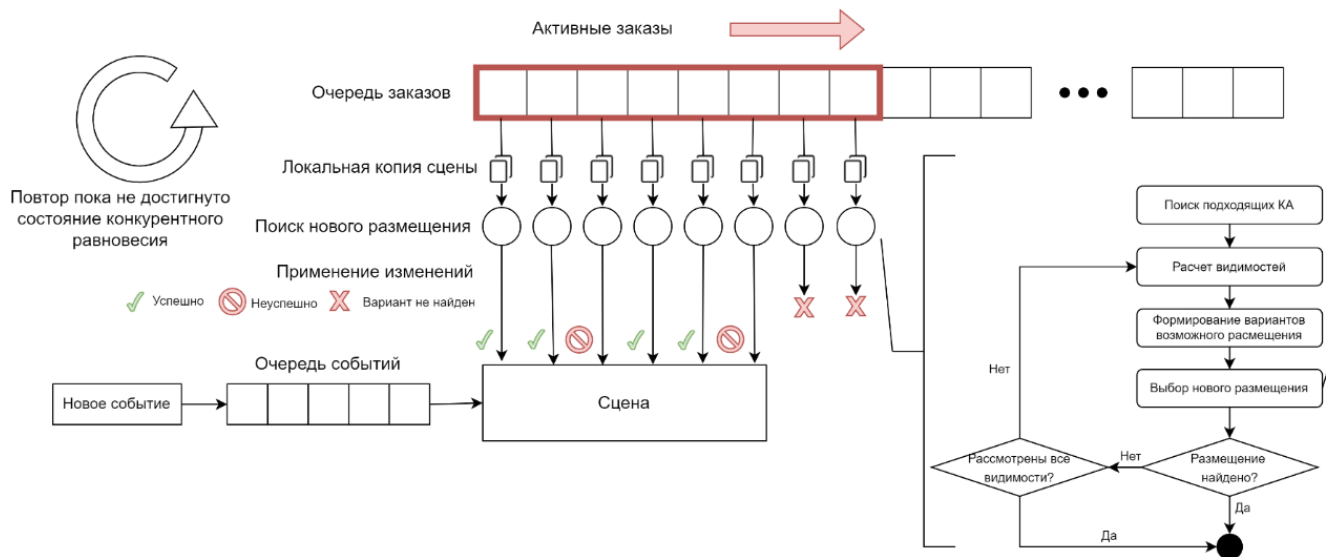 Активные заказы
Очередь заказов
Локальная копия сцены
Повтор пока не достигнуто
состояние конкурентного
равновесия
Поиск нового размещения
Применение изменений
Успешно
Неуспешно
Вариант не найден
Очередь событий
Новое событие
Сцена
Поиск подходящих КА
Расчет видимостей
Формирование вариантов
возможного расмещения
Выбор нового размещения
Нет
Рассмотрены все
видимости?
Нет
Размещение
найдено?
Да
Да